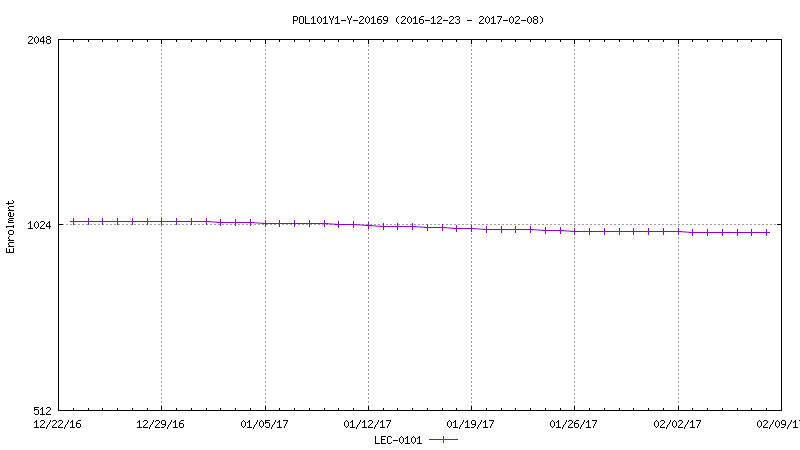 POL101Y1-Y-20169 (2016-12-23 - 2017-02-08)
2048
1024
512
Enrolment
12/22/16 12/29/16 01/05/17 01/12/17 01/19/17 01/26/17 02/02/17 02/09/1
LEC-0101